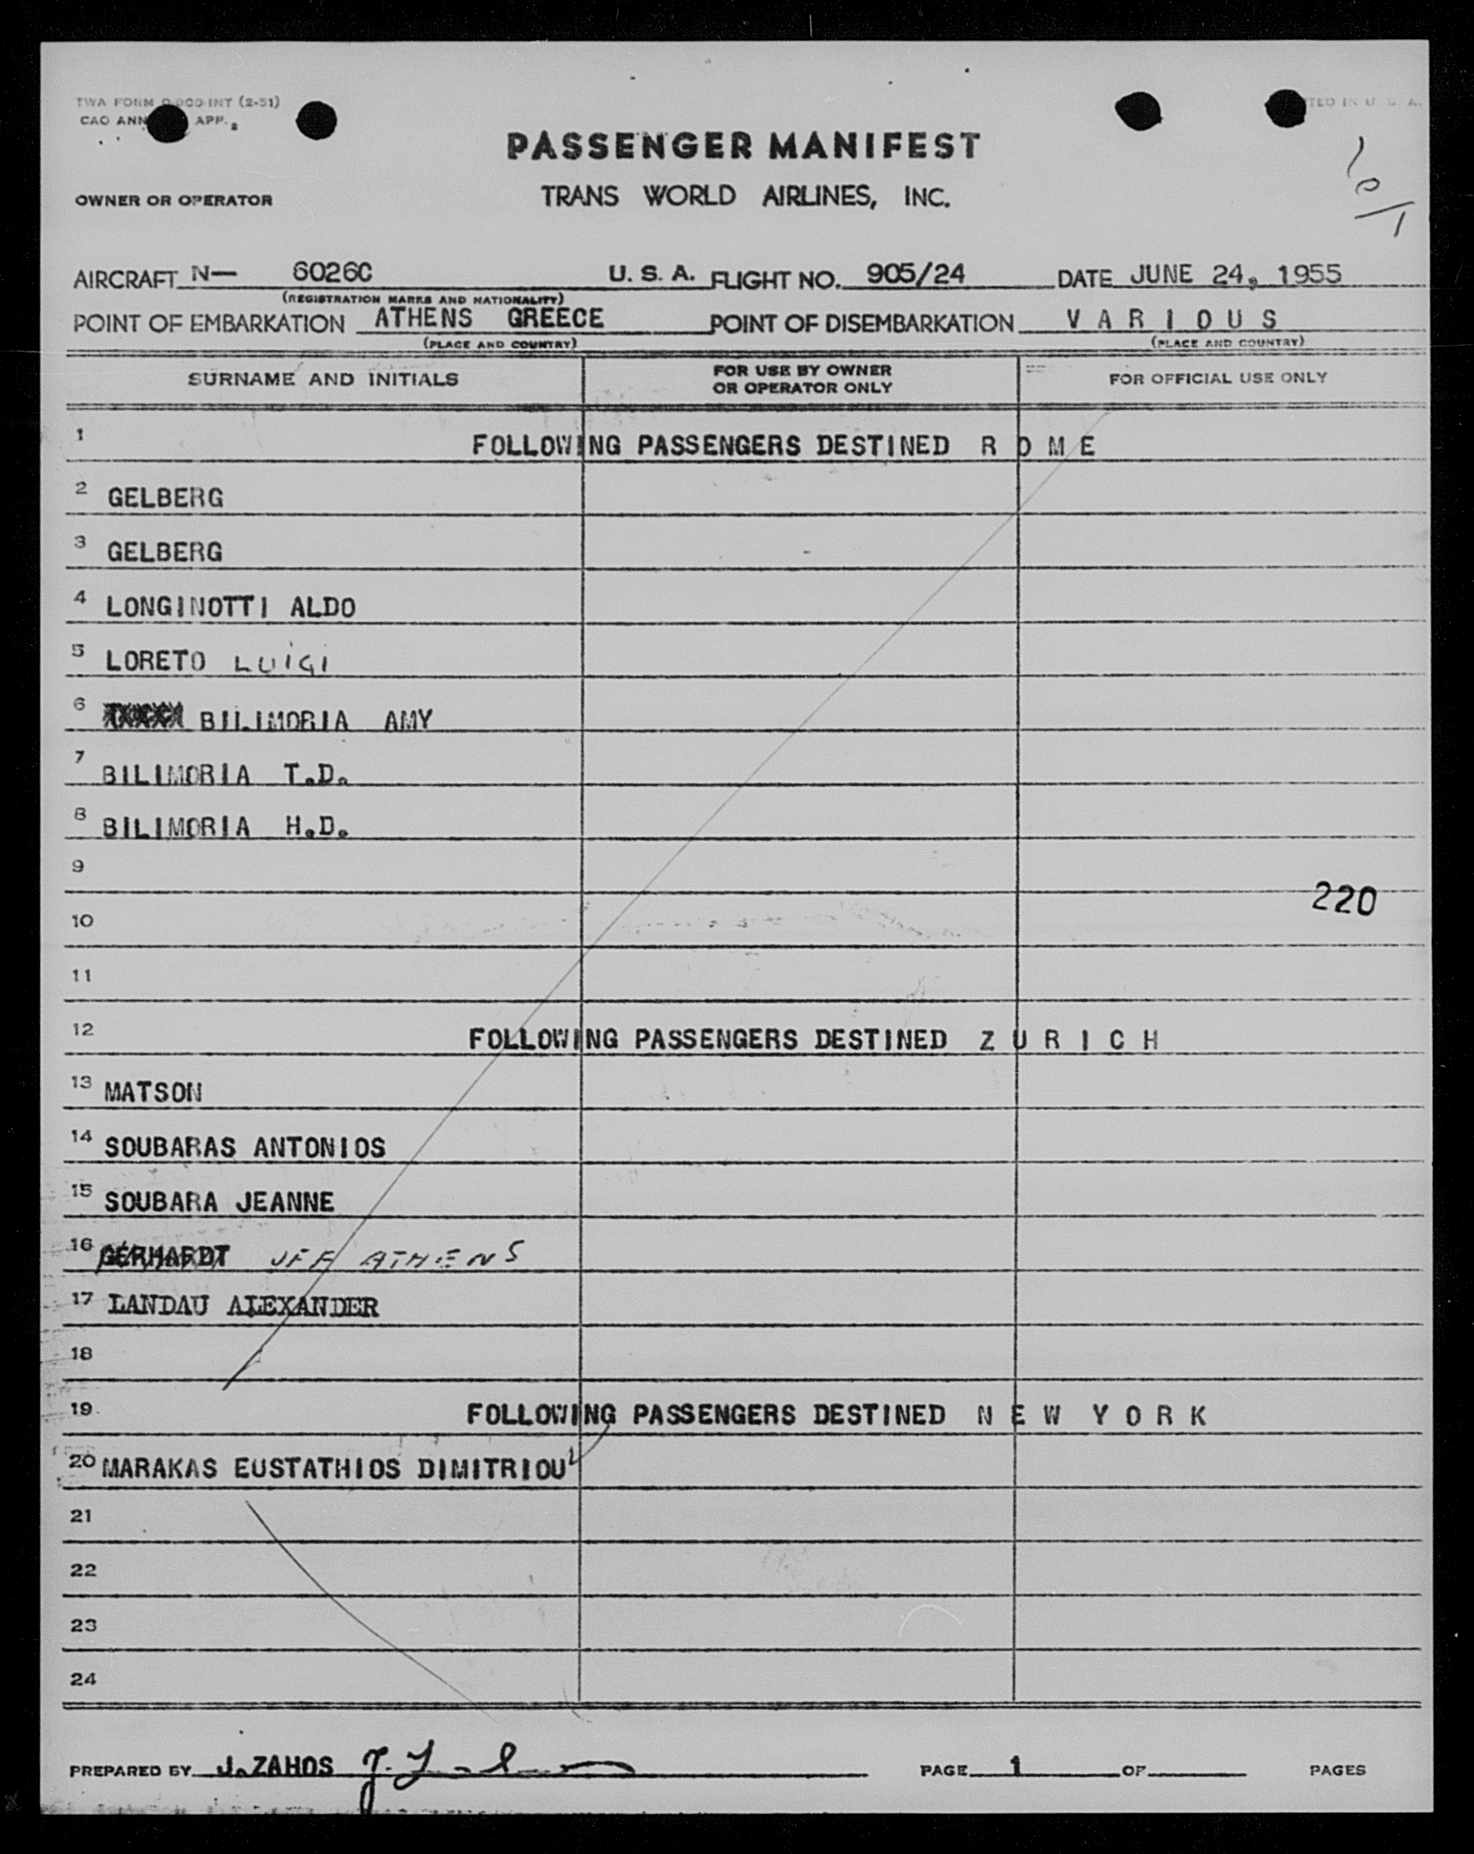 TWA FORM INT (2-51)
CAO ANN APP.
PASSENGER MANIFEST
OWNER OR OPERATOR
TRANS WORLD AIRLINES, INC.
AIRCRAFT N— 6026C U. S. A. FLIGHT NO. 905/24 DATE JUNE 24, 1955
(REGISTRATION MARKS AND NATIONALITY)
POINT OF EMBARKATION ATHENS GREECE POINT OF DISEMBARKATION V A R I O U S
(PLACE AND COUNTRY) (PLACE AND COUNTRY)
SURNAME AND INITIALS FOR USE BY OWNER OR OPERATOR ONLY FOR OFFICIAL USE ONLY
1 FOLLOWING PASSENGERS DESTINED R O M E
2 GELBERG
3 GELBERG
4 LONGINOTTI ALDO
5 LORETO LUIGI
6 BILIMORIA AMY
7 BILIMORIA T.D.
8 BILIMORIA H.D.
9
220
10
11
12 FOLLOWING PASSENGERS DESTINED Z U R I C H
13 MATSON
14 SOUBARAS ANTONIOS
15 SOUBARA JEANNE
16 GERHARDT ATHENS
17 LANDAU ALEXANDER
18
19 FOLLOWING PASSENGERS DESTINED N E W Y O R K
20 MARAKAS EUSTATHIOS DIMITRIOU
21
22
23
24
PREPARED BY J.ZAHOS PAGE 1 OF PAGES